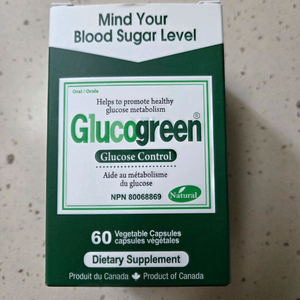 Mind Your
Blood Sugar Level
Oral / Orale
Helps to promote healthy
glucose metabolism
Glucogreen®
Glucose Control
Aide au métabolisme
du glucose
NPN 80068869
Natural
60 Vegetable Capsules
capsules végétales
Dietary Supplement
Produit du Canada Product of Canada